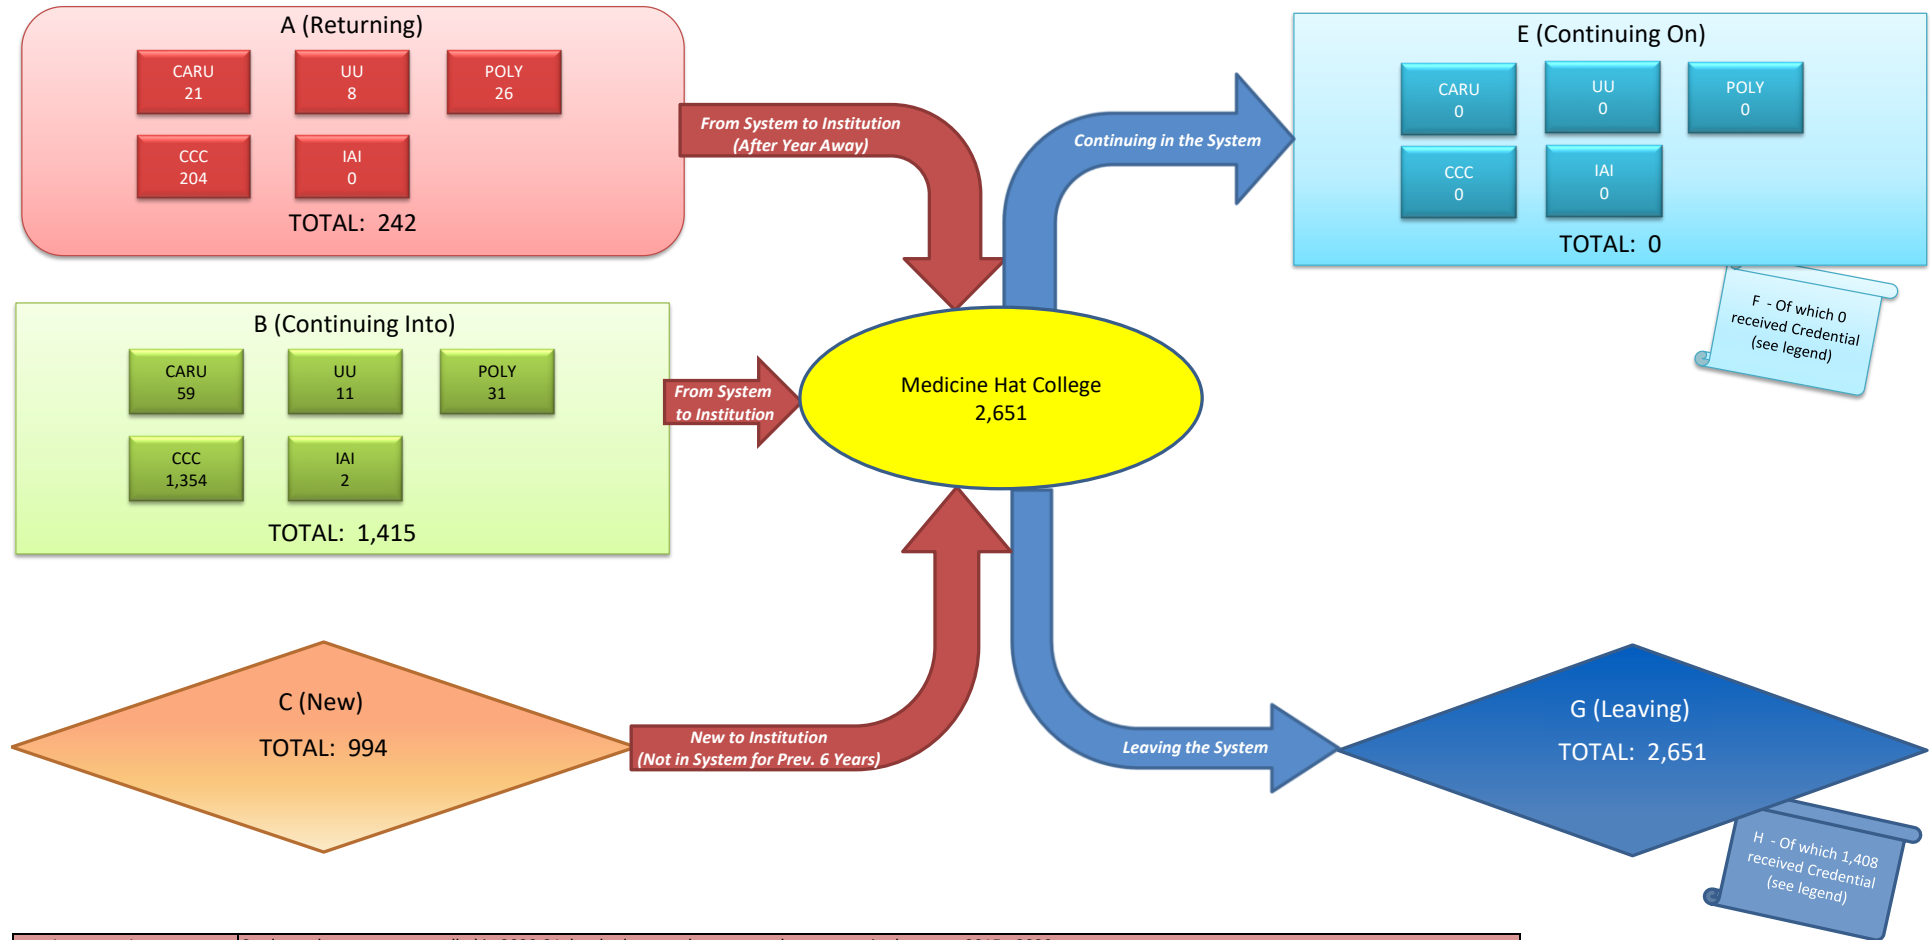 A (Returning)
CARU
21
UU
8
POLY
26
CCC
204
IAI
0
TOTAL: 242
From System to Institution
(After Year Away)
B (Continuing Into)
CARU
59
UU
11
POLY
31
CCC
1,354
IAI
2
TOTAL: 1,415
From System
to Institution
C (New)
TOTAL: 994
New to Institution
(Not in System for Prev. 6 Years)
Medicine Hat College
2,651
Continuing in the System
E (Continuing On)
CARU
0
UU
0
POLY
0
CCC
0
IAI
0
TOTAL: 0
F - Of which 0
received Credential
(see legend)
Leaving the System
G (Leaving)
TOTAL: 2,651
H - Of which 1,408
received Credential
(see legend)